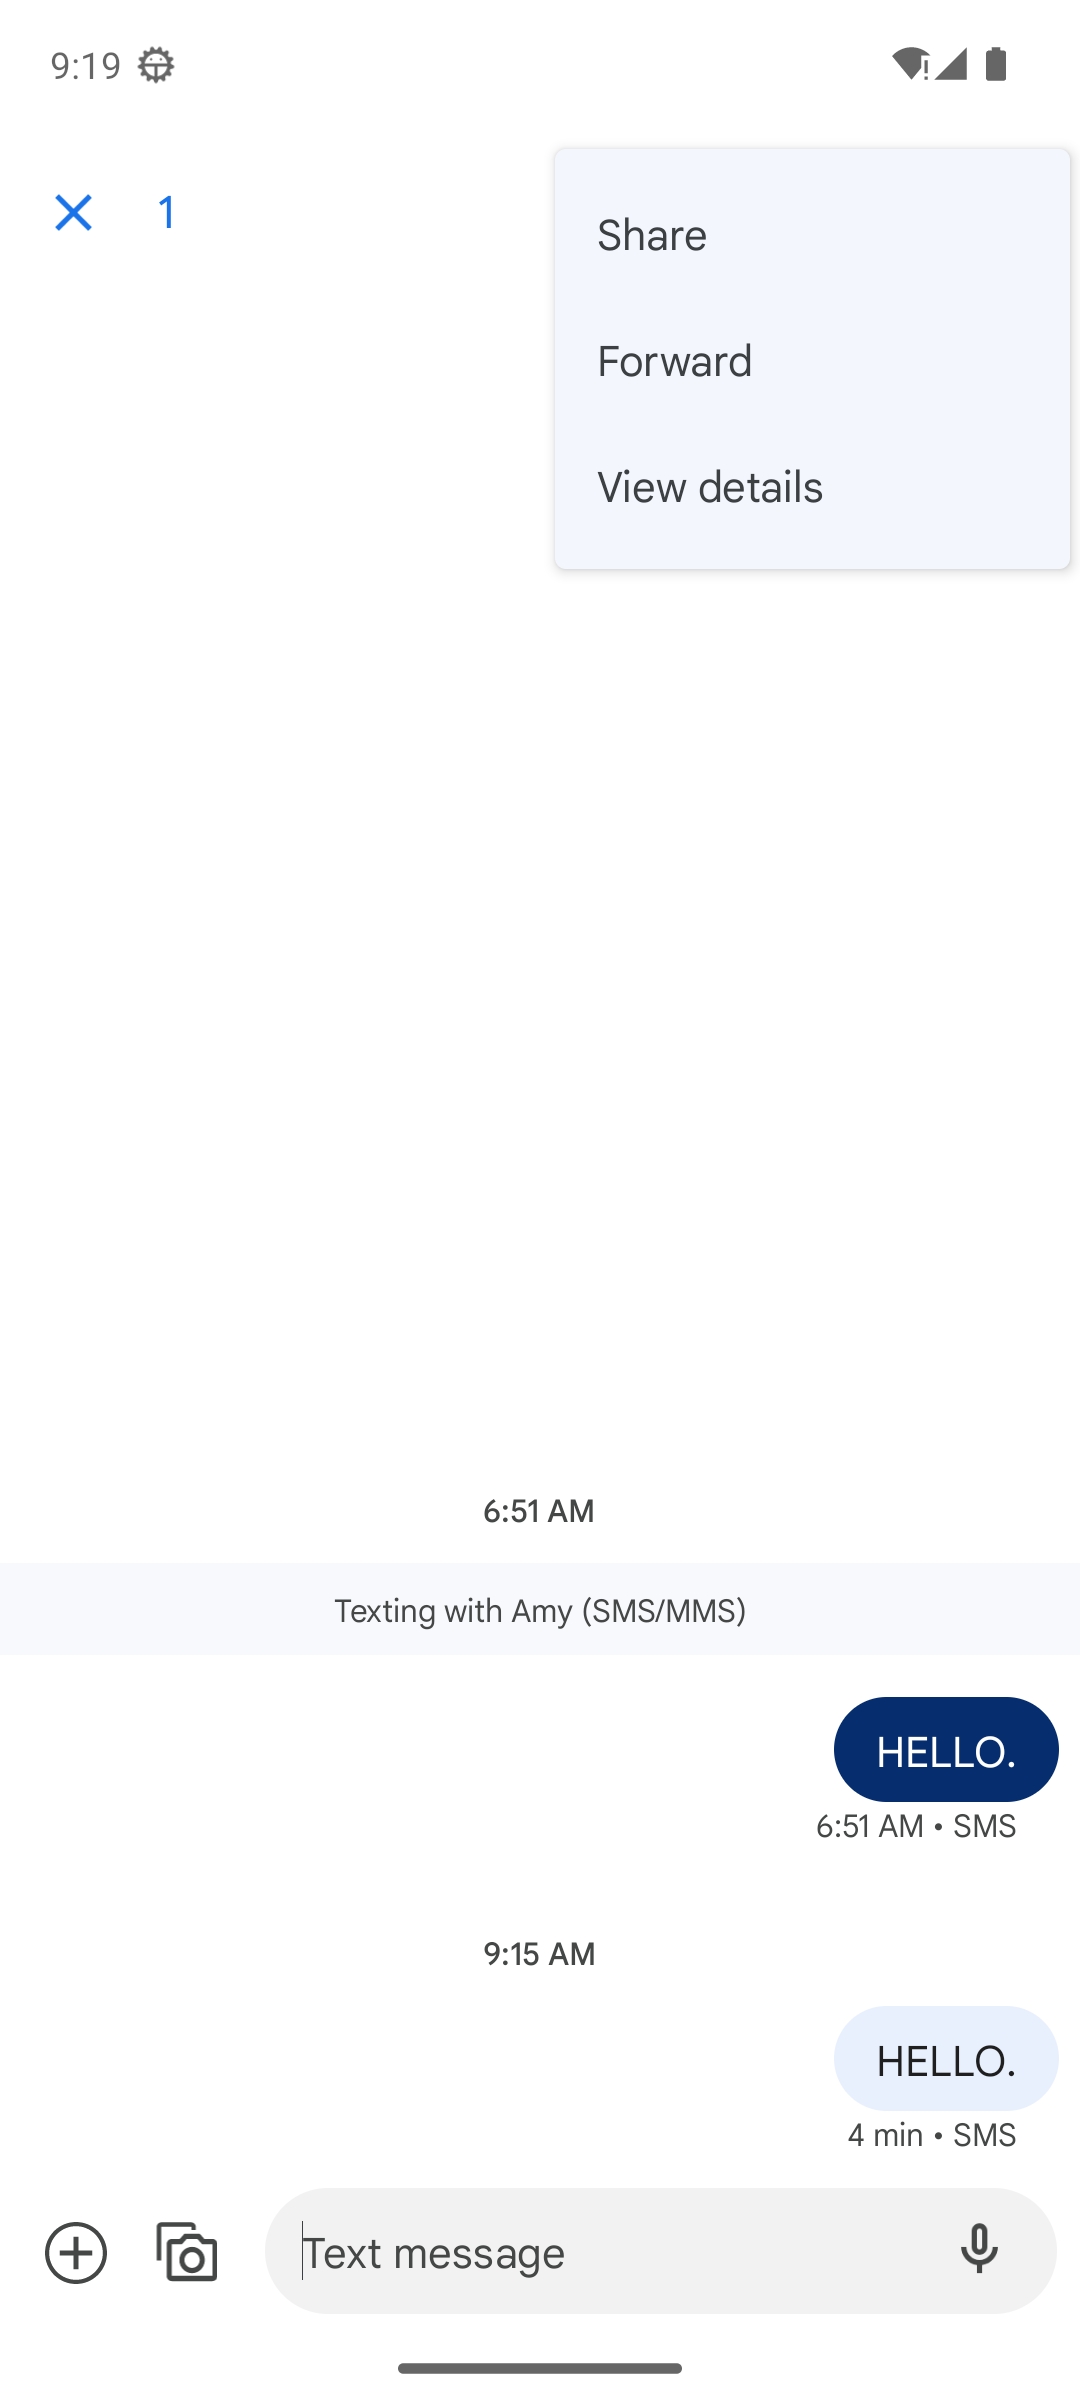 9:19
1
Share
Forward
View details
6:51 AM
Texting with Amy (SMS/MMS)
HELLO.
6:51 AM • SMS
9:15 AM
HELLO.
4 min • SMS
Text message